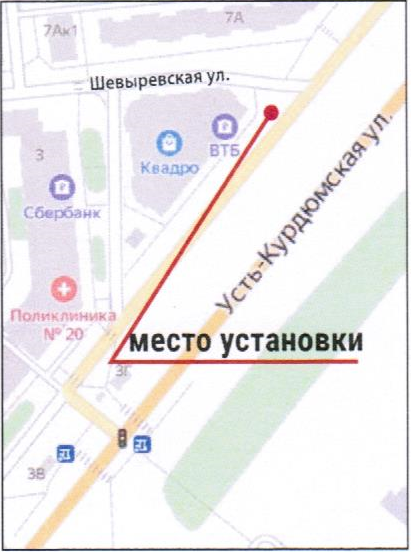 7А
7Ак1
Шевыревская ул.
3
ВТБ
Квадро
Сбербанк
Усть-Курдюмская ул.
Поликлиника
№ 20
место установки
3Г
3В